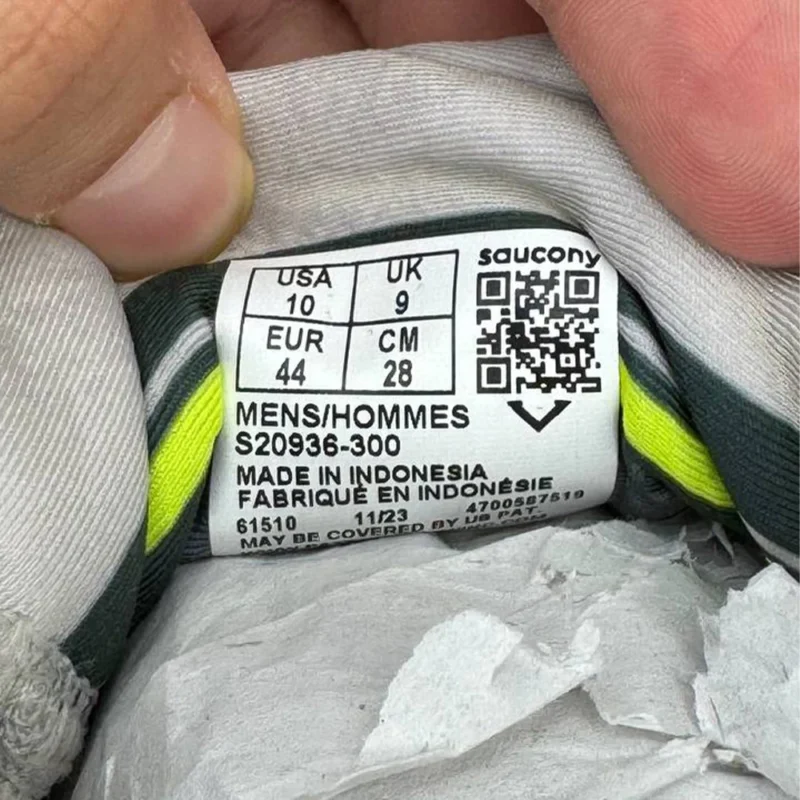 saucony
USA UK
10 9
EUR CM
44 28
MENS/HOMMES
S20936-300
MADE IN INDONESIA
FABRIQUÉ EN INDONÉSIE
61510 11/23 4700587519
MAY BE COVERED BY US PAT.